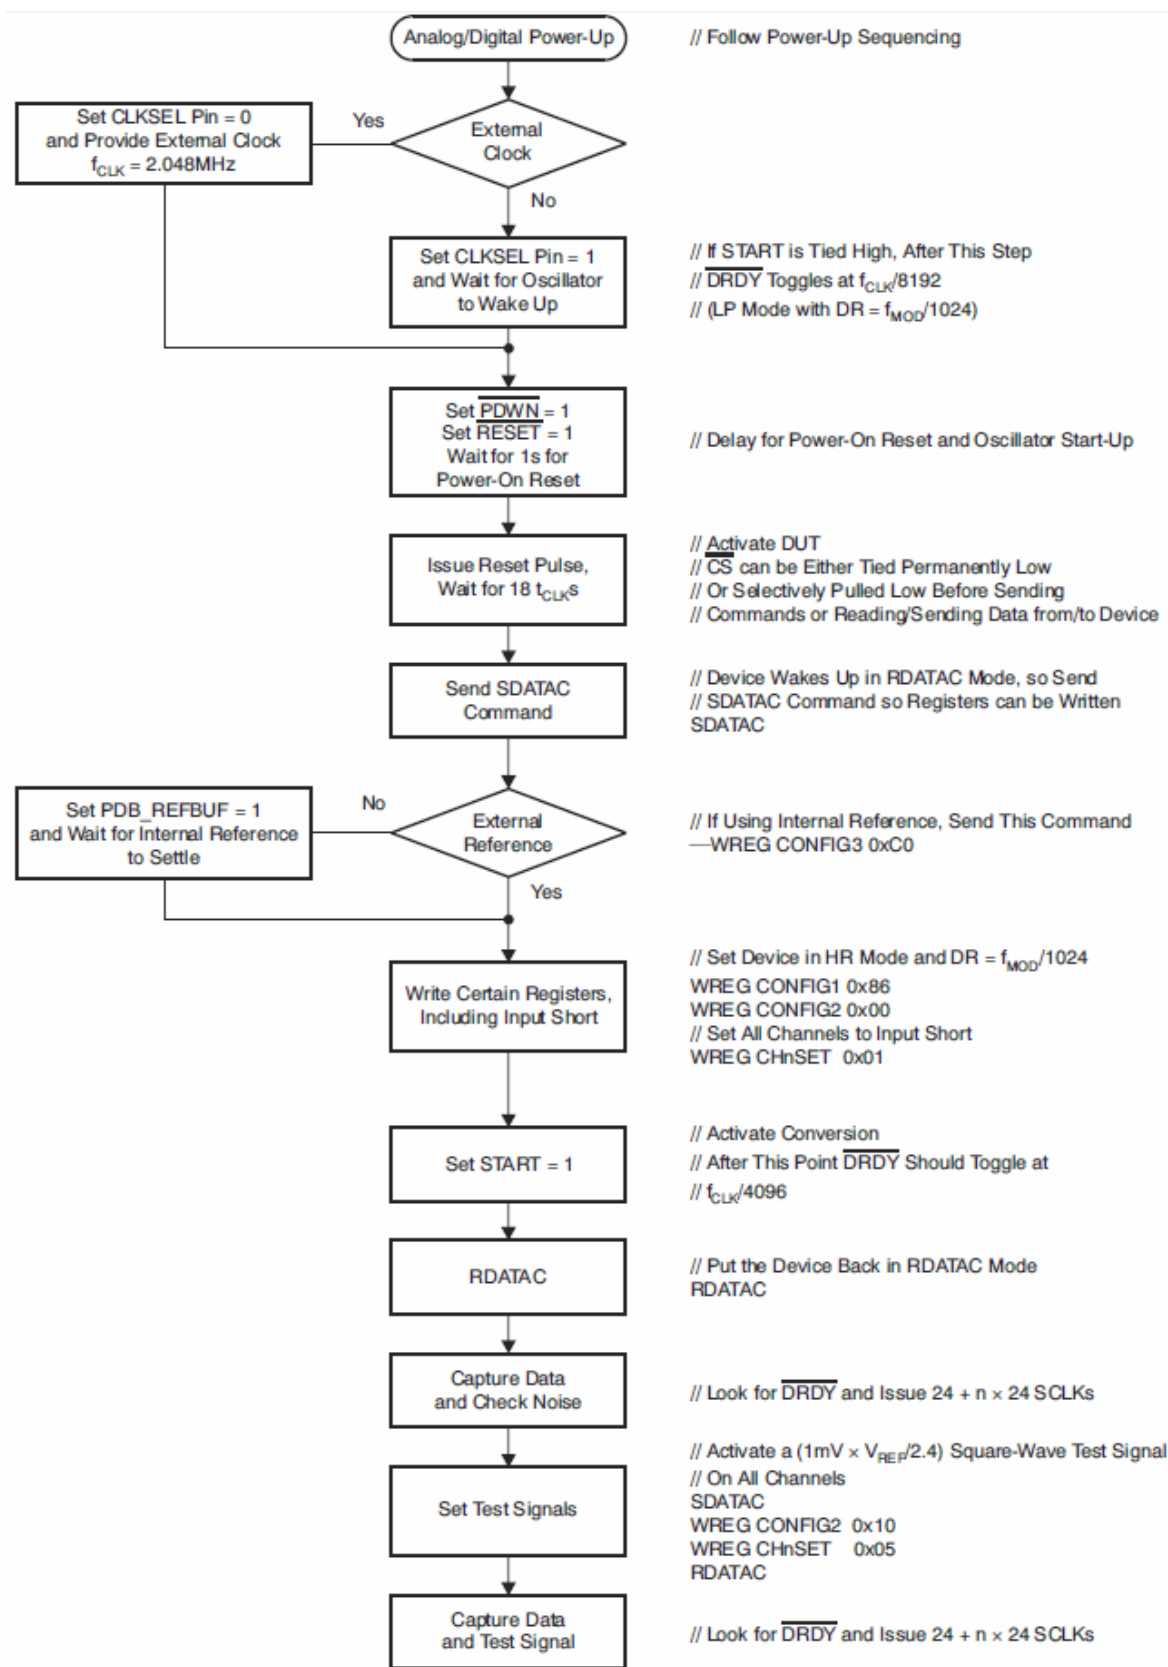 Analog/Digital Power-Up
// Follow Power-Up Sequencing
External
Clock
Yes
Set CLKSEL Pin = 0
and Provide External Clock
fCLK = 2.048MHz
No
Set CLKSEL Pin = 1
and Wait for Oscillator
to Wake Up
// If START is Tied High, After This Step
// DRDY Toggles at fCLK/8192
// (LP Mode with DR = fMOD/1024)
Set PDWN = 1
Set RESET = 1
Wait for 1s for
Power-On Reset
// Delay for Power-On Reset and Oscillator Start-Up
Issue Reset Pulse,
Wait for 18 tCLKs
// Activate DUT
// CS can be Either Tied Permanently Low
// Or Selectively Pulled Low Before Sending
// Commands or Reading/Sending Data from/to Device
Send SDATAC
Command
// Device Wakes Up in RDATAC Mode, so Send
// SDATAC Command so Registers can be Written
SDATAC
External
Reference
No
Set PDB_REFBUF = 1
and Wait for Internal Reference
to Settle
// If Using Internal Reference, Send This Command
—WREG CONFIG3 0xC0
Yes
Write Certain Registers,
Including Input Short
// Set Device in HR Mode and DR = fMOD/1024
WREG CONFIG1 0x86
WREG CONFIG2 0x00
// Set All Channels to Input Short
WREG CHnSET 0x01
Set START = 1
// Activate Conversion
// After This Point DRDY Should Toggle at
// fCLK/4096
RDATAC
// Put the Device Back in RDATAC Mode
RDATAC
Capture Data
and Check Noise
// Look for DRDY and Issue 24 + n × 24 SCLKs
Set Test Signals
// Activate a (1mV × VREF/2.4) Square-Wave Test Signal
// On All Channels
SDATAC
WREG CONFIG2 0x10
WREG CHnSET 0x05
RDATAC
Capture Data
and Test Signal
// Look for DRDY and Issue 24 + n × 24 SCLKs